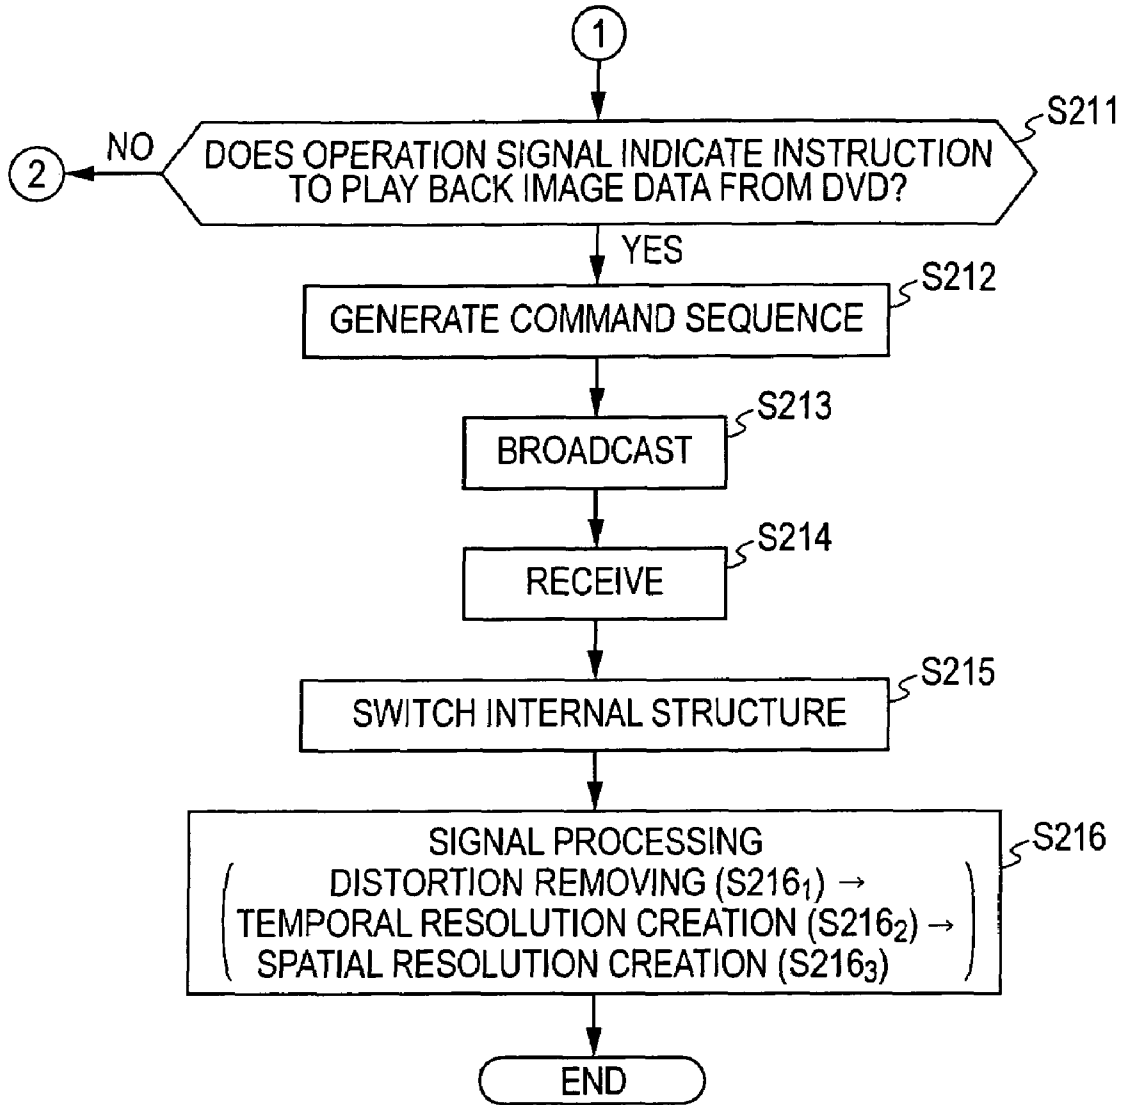 1
S211
DOES OPERATION SIGNAL INDICATE INSTRUCTION
TO PLAY BACK IMAGE DATA FROM DVD?
NO
2
YES
S212
GENERATE COMMAND SEQUENCE
S213
BROADCAST
S214
RECEIVE
S215
SWITCH INTERNAL STRUCTURE
S216
SIGNAL PROCESSING
(DISTORTION REMOVING (S216₁) →
TEMPORAL RESOLUTION CREATION (S216₂) →
SPATIAL RESOLUTION CREATION (S216₃))
END